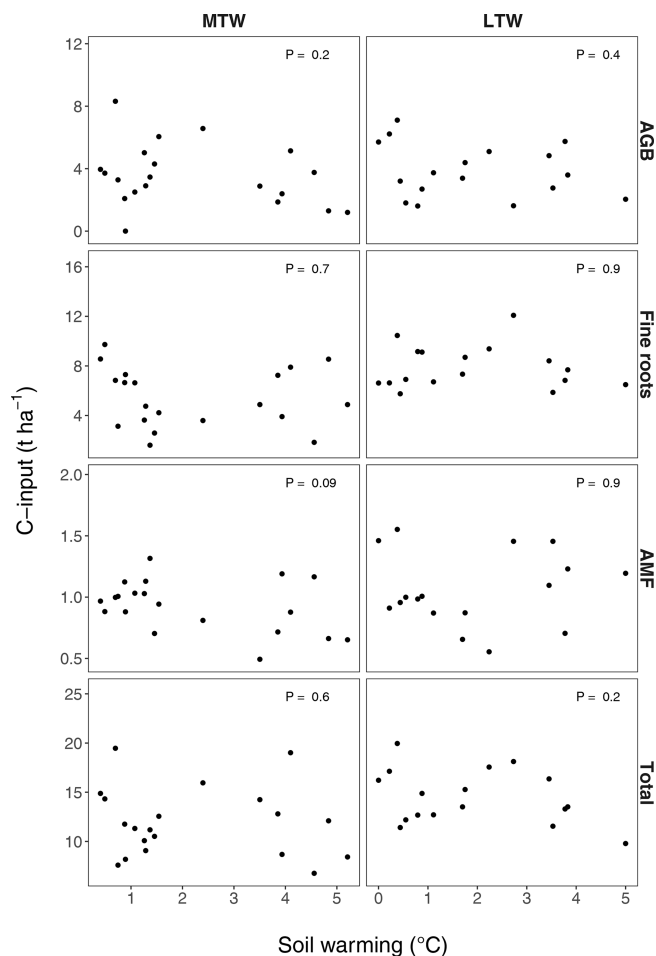 MTW LTW
12
8
4
0
P = 0.2
P = 0.4
AGB
16
12
8
4
P = 0.7
P = 0.9
Fine roots
C−input (t ha⁻¹)
2.0
1.5
1.0
0.5
P = 0.09
P = 0.9
AMF
25
20
15
10
P = 0.6
P = 0.2
Total
1 2 3 4 5 0 1 2 3 4 5
Soil warming (°C)